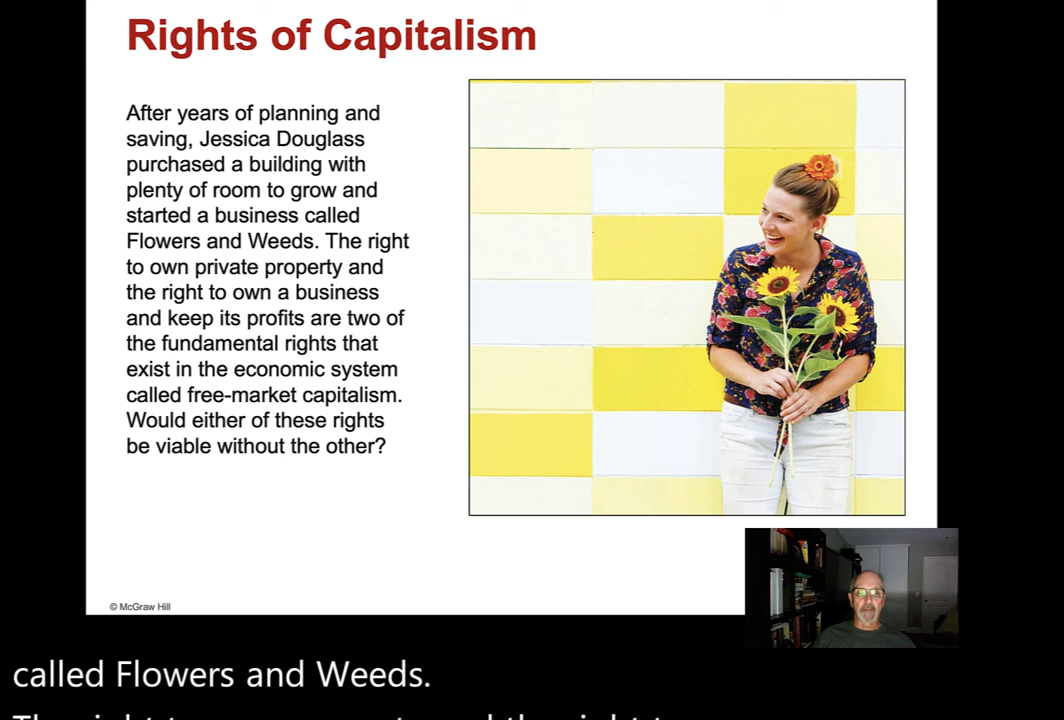 Rights of Capitalism
After years of planning and
saving, Jessica Douglass
purchased a building with
plenty of room to grow and
started a business called
Flowers and Weeds. The right
to own private property and
the right to own a business
and keep its profits are two of
the fundamental rights that
exist in the economic system
called free-market capitalism.
Would either of these rights
be viable without the other?
© McGraw Hill
called Flowers and Weeds.